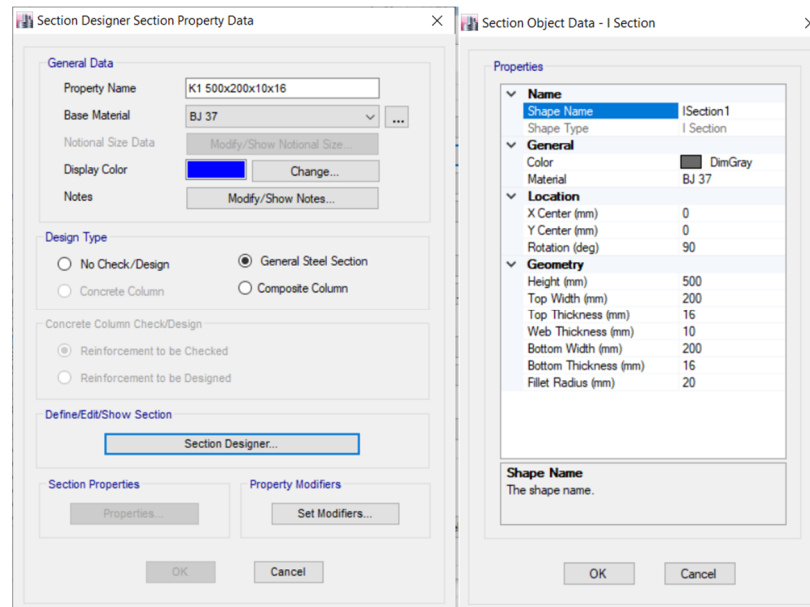 Section Designer Section Property Data
General Data
Property Name K1 500x200x10x16
Base Material BJ 37 ...
Notional Size Data Modify/Show Notional Size...
Display Color Change...
Notes Modify/Show Notes...
Design Type
No Check/Design General Steel Section
Concrete Column Composite Column
Concrete Column Check/Design
Reinforcement to be Checked
Reinforcement to be Designed
Define/Edit/Show Section
Section Designer...
Section Properties Property Modifiers
Properties... Set Modifiers...
OK Cancel
Section Object Data - I Section
Properties
Name
Shape Name ISection1
Shape Type I Section
General
Color DimGray
Material BJ 37
Location
X Center (mm) 0
Y Center (mm) 0
Rotation (deg) 90
Geometry
Height (mm) 500
Top Width (mm) 200
Top Thickness (mm) 16
Web Thickness (mm) 10
Bottom Width (mm) 200
Bottom Thickness (mm) 16
Fillet Radius (mm) 20
Shape Name
The shape name.
OK Cancel